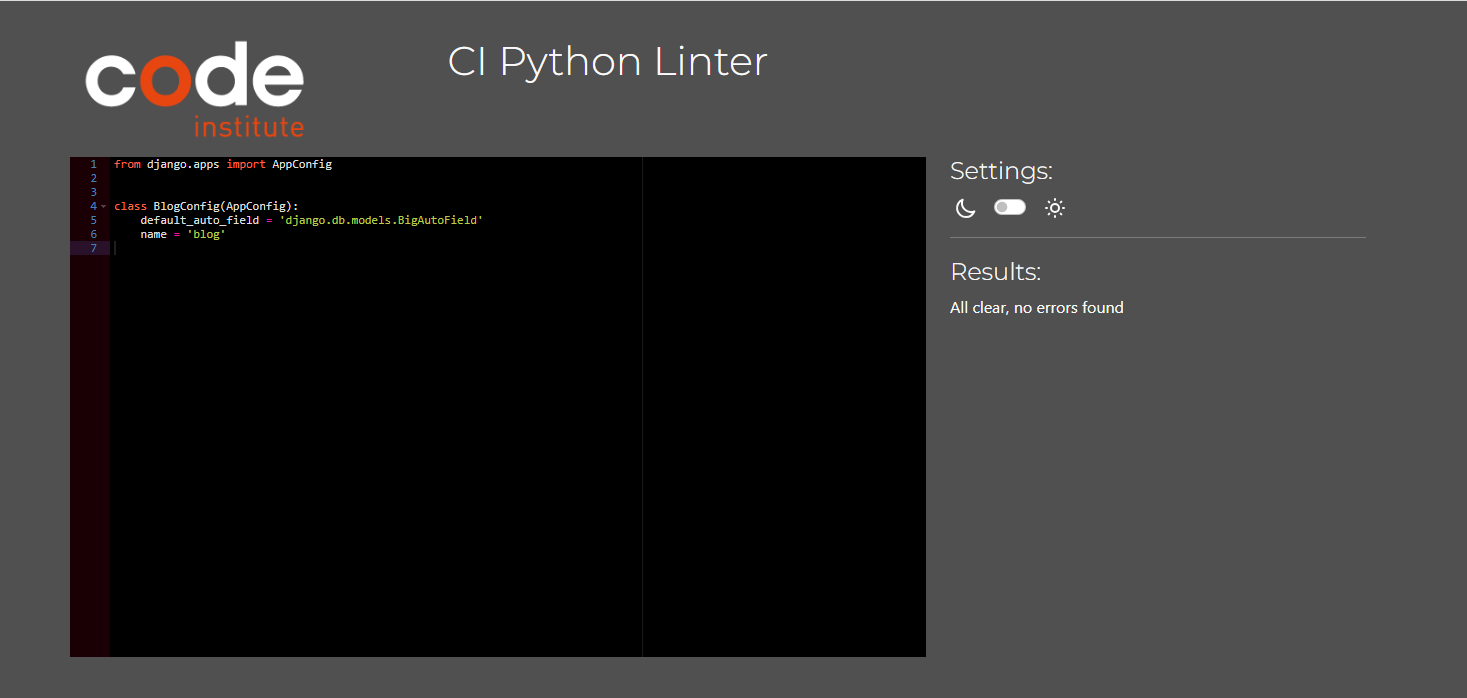 code
institute
CI Python Linter
1 from django.apps import AppConfig
2
3
4 class BlogConfig(AppConfig):
5     default_auto_field = 'django.db.models.BigAutoField'
6     name = 'blog'
7
Settings:
Results:
All clear, no errors found